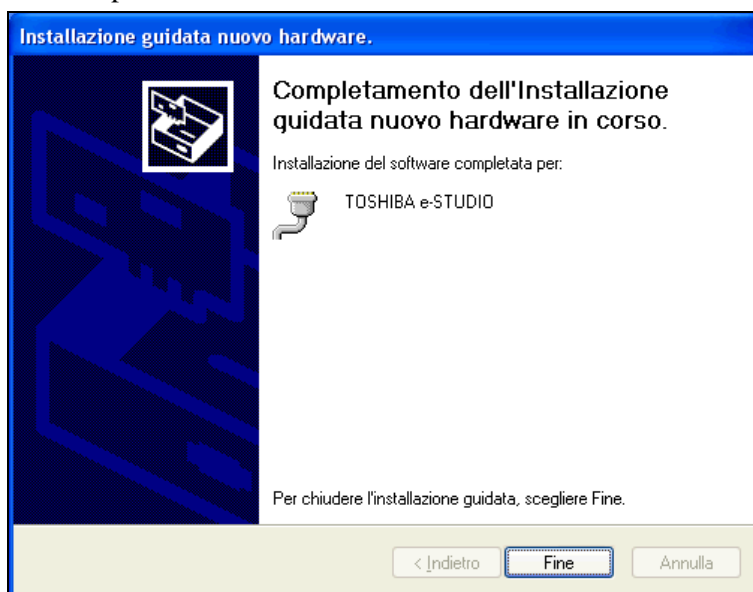 Installazione guidata nuovo hardware.
Completamento dell'Installazione
guidata nuovo hardware in corso.
Installazione del software completata per:
TOSHIBA e-STUDIO
Per chiudere l'installazione guidata, scegliere Fine.
< Indietro Fine Annulla